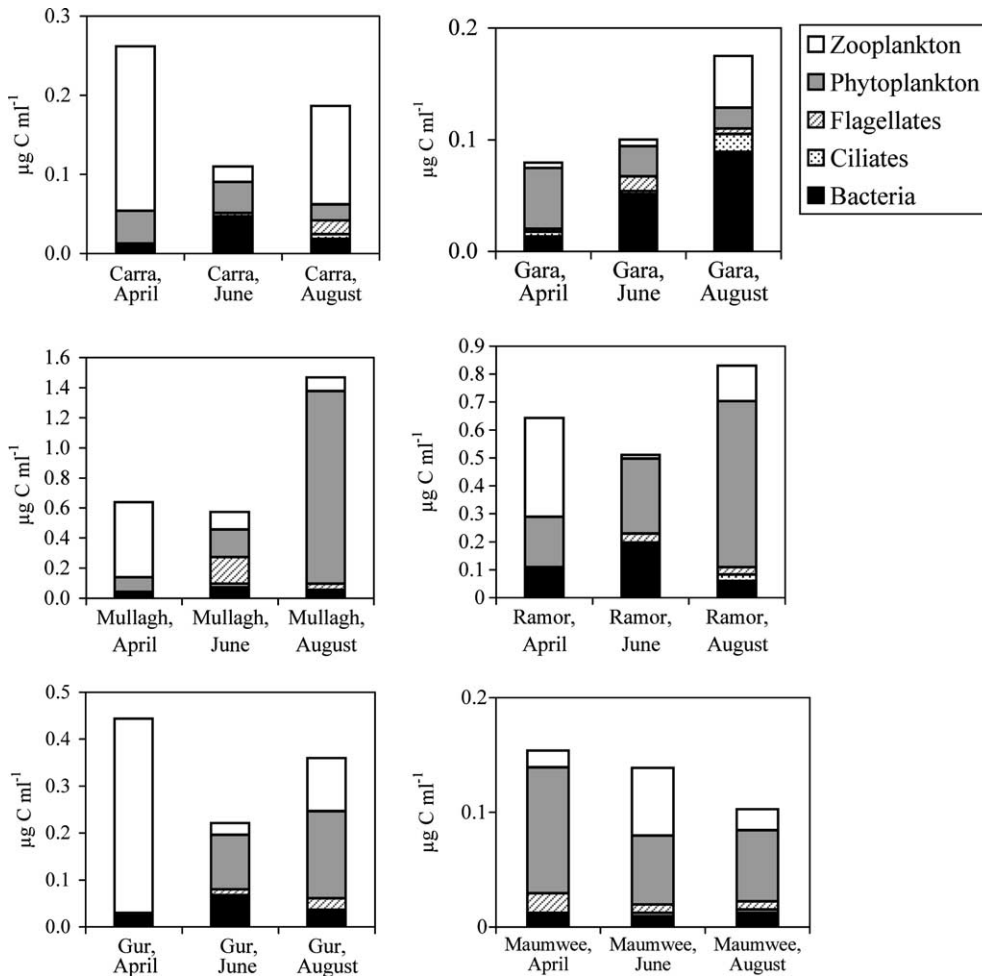 0.3
0.2
0.1
0.0
µg C ml⁻¹
Carra, April
Carra, June
Carra, August
0.2
0.1
0.0
µg C ml⁻¹
Gara, April
Gara, June
Gara, August
Zooplankton
Phytoplankton
Flagellates
Ciliates
Bacteria
1.6
1.4
1.2
1.0
0.8
0.6
0.4
0.2
0.0
µg C ml⁻¹
Mullagh, April
Mullagh, June
Mullagh, August
0.9
0.8
0.7
0.6
0.5
0.4
0.3
0.2
0.1
0
µg C ml⁻¹
Ramor, April
Ramor, June
Ramor, August
0.5
0.4
0.3
0.2
0.1
0.0
µg C ml⁻¹
Gur, April
Gur, June
Gur, August
0.2
0.1
0
µg C ml⁻¹
Maumwee, April
Maumwee, June
Maumwee, August